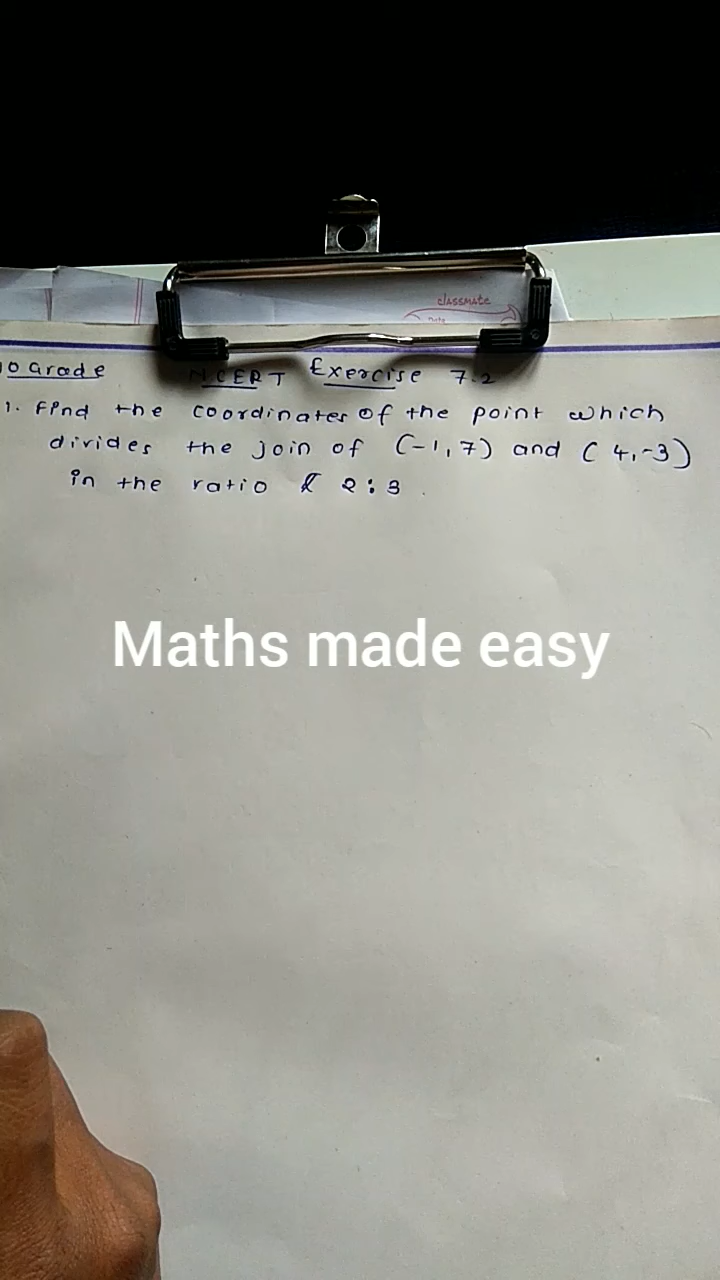 classmate
Date
10 Grade NCERT Exercise 7.2
1. Find the coordinates of the point which
divides the join of (-1,7) and (4,-3)
in the ratio 2:3.
Maths made easy